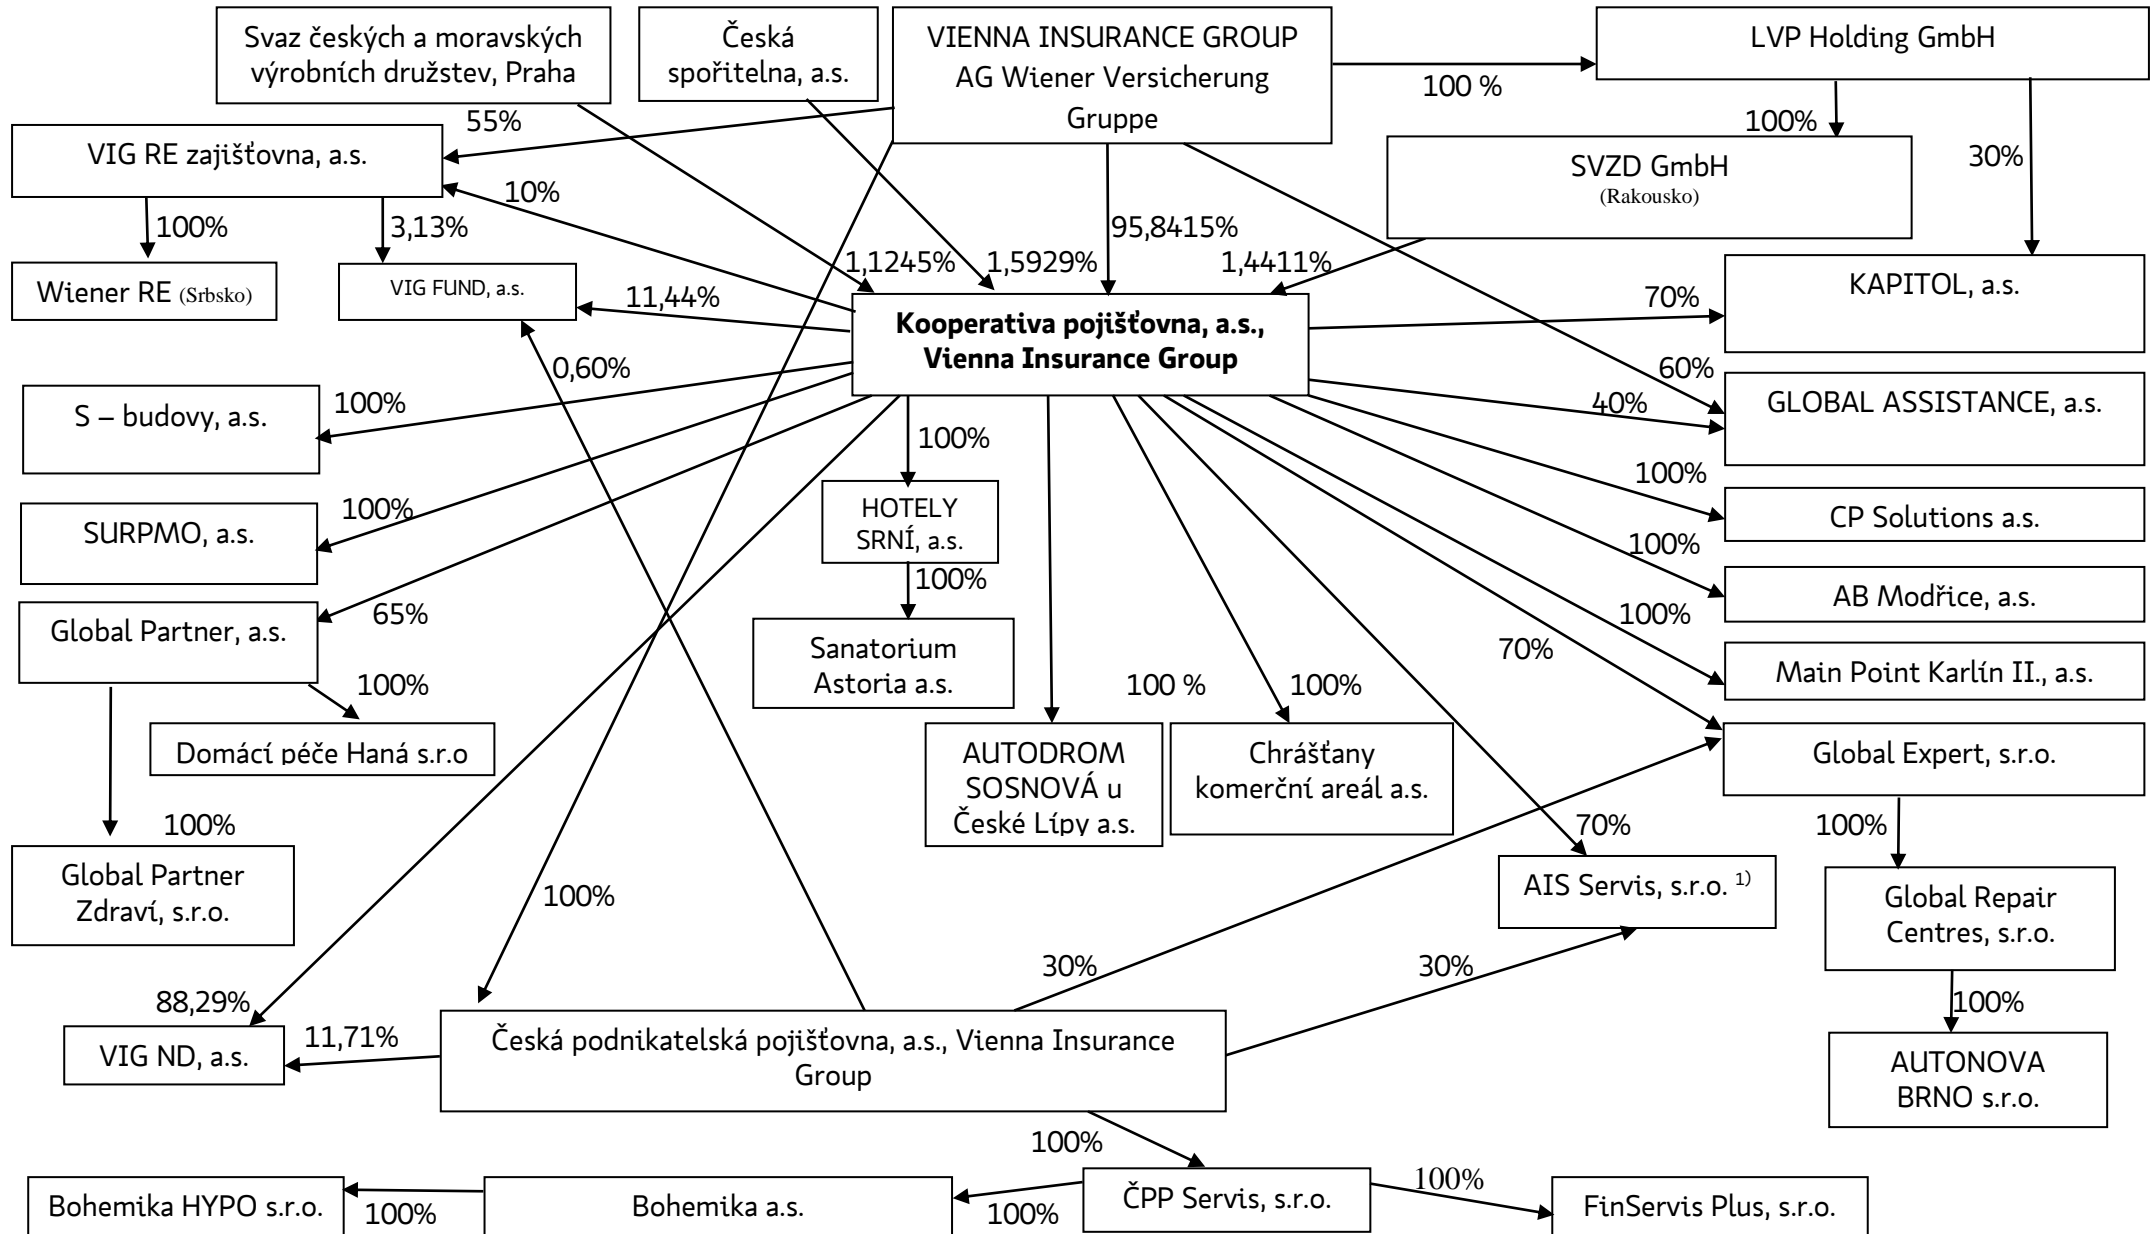 Svaz českých a moravských
výrobních družstev, Praha
Česká
spořitelna, a.s.
VIENNA INSURANCE GROUP
AG Wiener Versicherung
Gruppe
LVP Holding GmbH
100 %
55%
100%
30%
VIG RE zajišťovna, a.s.
SVZD GmbH
(Rakousko)
10%
100%
3,13%
95,8415%
1,1245%
1,5929%
1,4411%
Wiener RE (Srbsko)
VIG FUND, a.s.
11,44%
KAPITOL, a.s.
70%
Kooperativa pojišťovna, a.s.,
Vienna Insurance Group
0,60%
60%
S – budovy, a.s.
100%
40%
GLOBAL ASSISTANCE, a.s.
100%
100%
SURPMO, a.s.
100%
HOTELY
SRNÍ, a.s.
CP Solutions a.s.
100%
100%
AB Modřice, a.s.
Global Partner, a.s.
65%
100%
Sanatorium
Astoria a.s.
70%
Main Point Karlín II., a.s.
100%
100 %
100%
Domácí péče Haná s.r.o
AUTODROM
SOSNOVÁ u
České Lípy a.s.
Chrášťany
komerční areál a.s.
Global Expert, s.r.o.
100%
70%
100%
Global Partner
Zdraví, s.r.o.
100%
AIS Servis, s.r.o. 1)
Global Repair
Centres, s.r.o.
30%
30%
88,29%
100%
VIG ND, a.s.
11,71%
Česká podnikatelská pojišťovna, a.s., Vienna Insurance
Group
AUTONOVA
BRNO s.r.o.
100%
Bohemika HYPO s.r.o.
100%
Bohemika a.s.
100%
ČPP Servis, s.r.o.
100%
FinServis Plus, s.r.o.